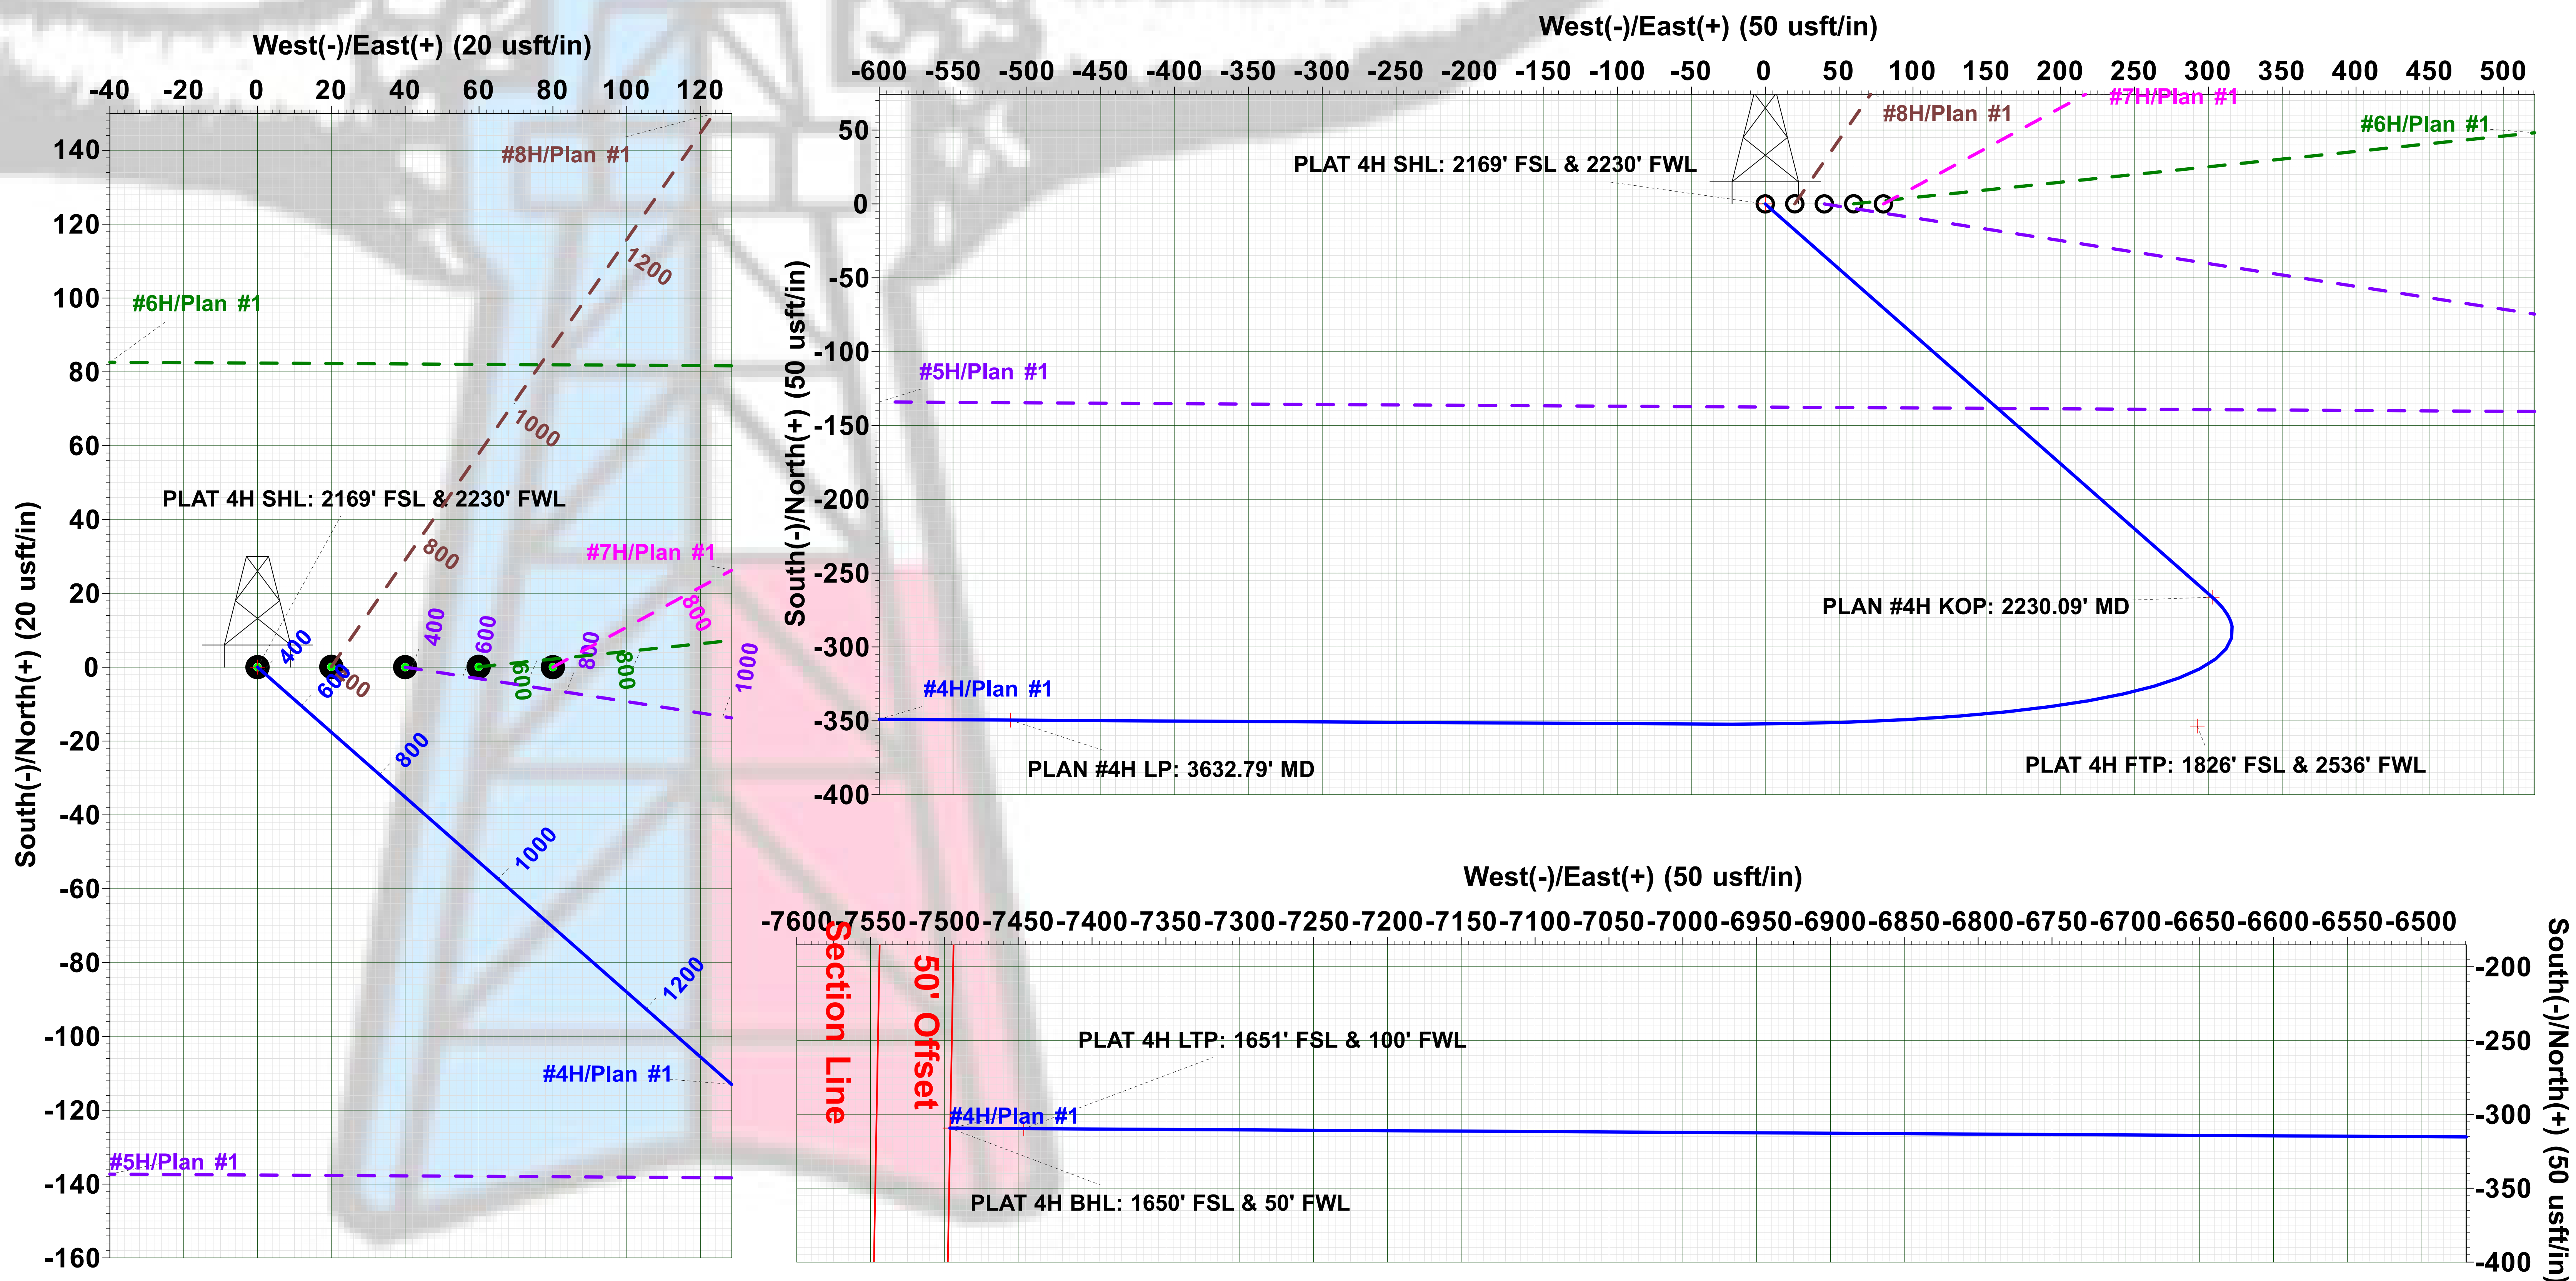 West(-)/East(+) (20 usft/in)
-40 -20 0 20 40 60 80 100 120
South(-)/North(+) (20 usft/in)
140
120
100
80
60
40
20
0
-20
-40
-60
-80
-100
-120
-140
-160
#8H/Plan #1
1200
#6H/Plan #1
1000
PLAT 4H SHL: 2169' FSL & 2230' FWL
800
#7H/Plan #1
800
400
400
600
800
1000
600
400
600
800
800
1000
1200
#4H/Plan #1
#5H/Plan #1
West(-)/East(+) (50 usft/in)
-600 -550 -500 -450 -400 -350 -300 -250 -200 -150 -100 -50 0 50 100 150 200 250 300 350 400 450 500
South(-)/North(+) (50 usft/in)
50
0
-50
-100
-150
-200
-250
-300
-350
-400
#7H/Plan #1
#8H/Plan #1
#6H/Plan #1
PLAT 4H SHL: 2169' FSL & 2230' FWL
#5H/Plan #1
PLAN #4H KOP: 2230.09' MD
#4H/Plan #1
PLAN #4H LP: 3632.79' MD
PLAT 4H FTP: 1826' FSL & 2536' FWL
West(-)/East(+) (50 usft/in)
-7600 -7550 -7500 -7450 -7400 -7350 -7300 -7250 -7200 -7150 -7100 -7050 -7000 -6950 -6900 -6850 -6800 -6750 -6700 -6650 -6600 -6550 -6500
Section Line
50' Offset
PLAT 4H LTP: 1651' FSL & 100' FWL
#4H/Plan #1
PLAT 4H BHL: 1650' FSL & 50' FWL
-200
-250
-300
-350
-400
South(-)/North(+) (50 usft/in)